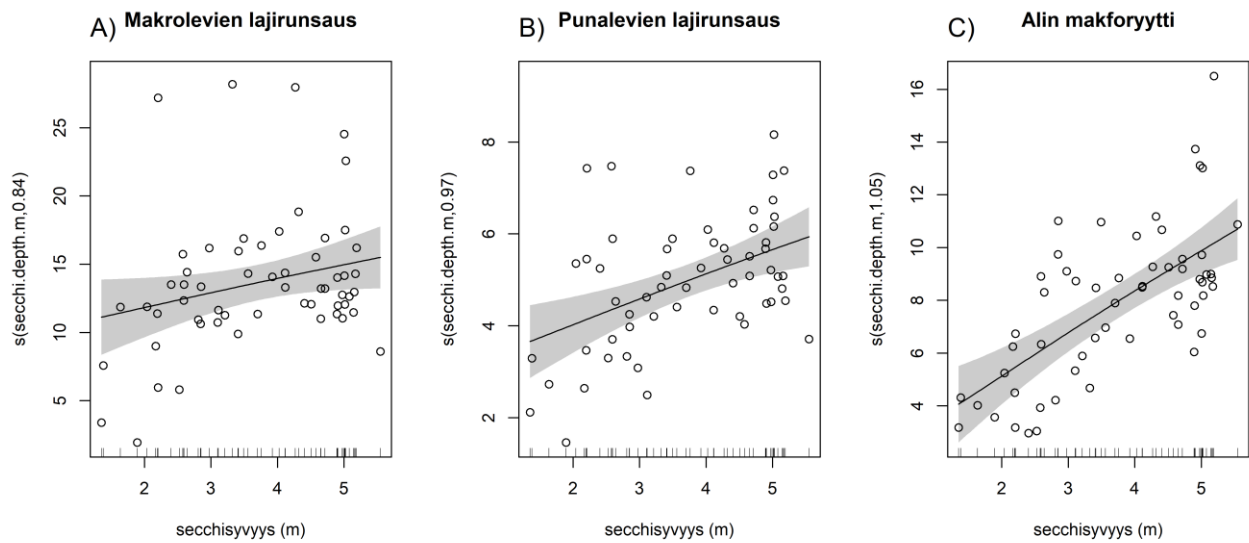 A) Makrolevien lajirunsaus
s(secchi.depth.m,0.84)
25
20
15
10
5
2 3 4 5
secchisyvyys (m)
B) Punalevien lajirunsaus
s(secchi.depth.m,0.97)
8
6
4
2
2 3 4 5
secchisyvyys (m)
C) Alin makforyytti
s(secchi.depth.m,1.05)
16
14
12
10
8
6
4
2 3 4 5
secchisyvyys (m)